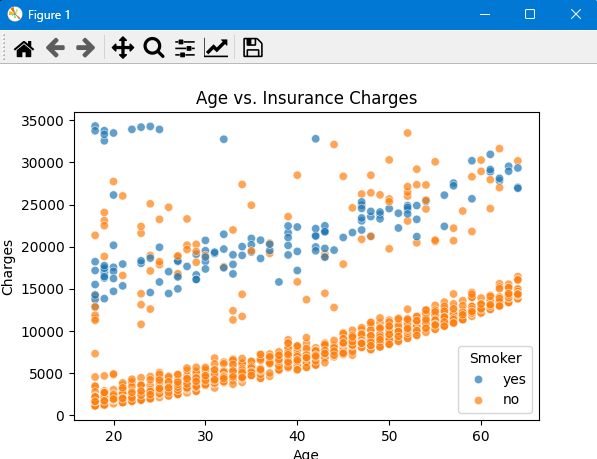 Figure 1
Age vs. Insurance Charges
35000
30000
25000
20000
15000
10000
5000
0
Charges
20 30 40 50 60
Age
Smoker
yes
no